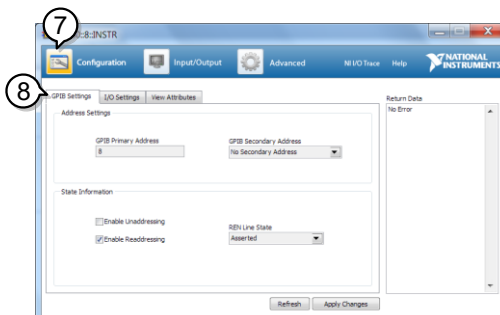 7
::8::INSTR
Configuration
Input/Output
Advanced
NI I/O Trace
Help
NATIONAL
INSTRUMENTS
8
GPIB Settings
I/O Settings
View Attributes
Return Data
No Error
Address Settings
GPIB Primary Address
GPIB Secondary Address
8
No Secondary Address
State Information
Enable Unaddressing
Enable Readdressing
REN Line State
Asserted
Refresh
Apply Changes